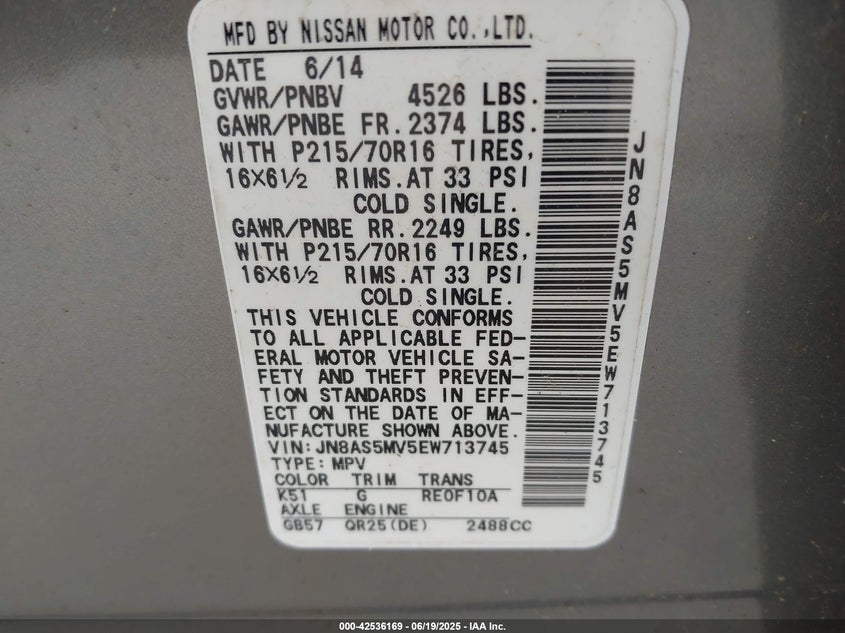 MFD BY NISSAN MOTOR CO.,LTD.
DATE 6/14
GVWR/PNBV 4526 LBS.
GAWR/PNBE FR.2374 LBS.
WITH P215/70R16 TIRES,
16X6½ RIMS.AT 33 PSI
COLD SINGLE.
GAWR/PNBE RR.2249 LBS.
WITH P215/70R16 TIRES,
16X6½ RIMS.AT 33 PSI
COLD SINGLE.
THIS VEHICLE CONFORMS
TO ALL APPLICABLE FED-
ERAL MOTOR VEHICLE SA-
FETY AND THEFT PREVEN-
TION STANDARDS IN EFF-
ECT ON THE DATE OF MA-
NUFACTURE SHOWN ABOVE.
VIN:JN8AS5MV5EW713745
TYPE:MPV
COLOR TRIM TRANS
K51 G RE0F10A
AXLE ENGINE
GB57 QR25(DE) 2488CC
JN8AS5MV5EW713745
000-42536169 - 06/19/2025 - IAA Inc.